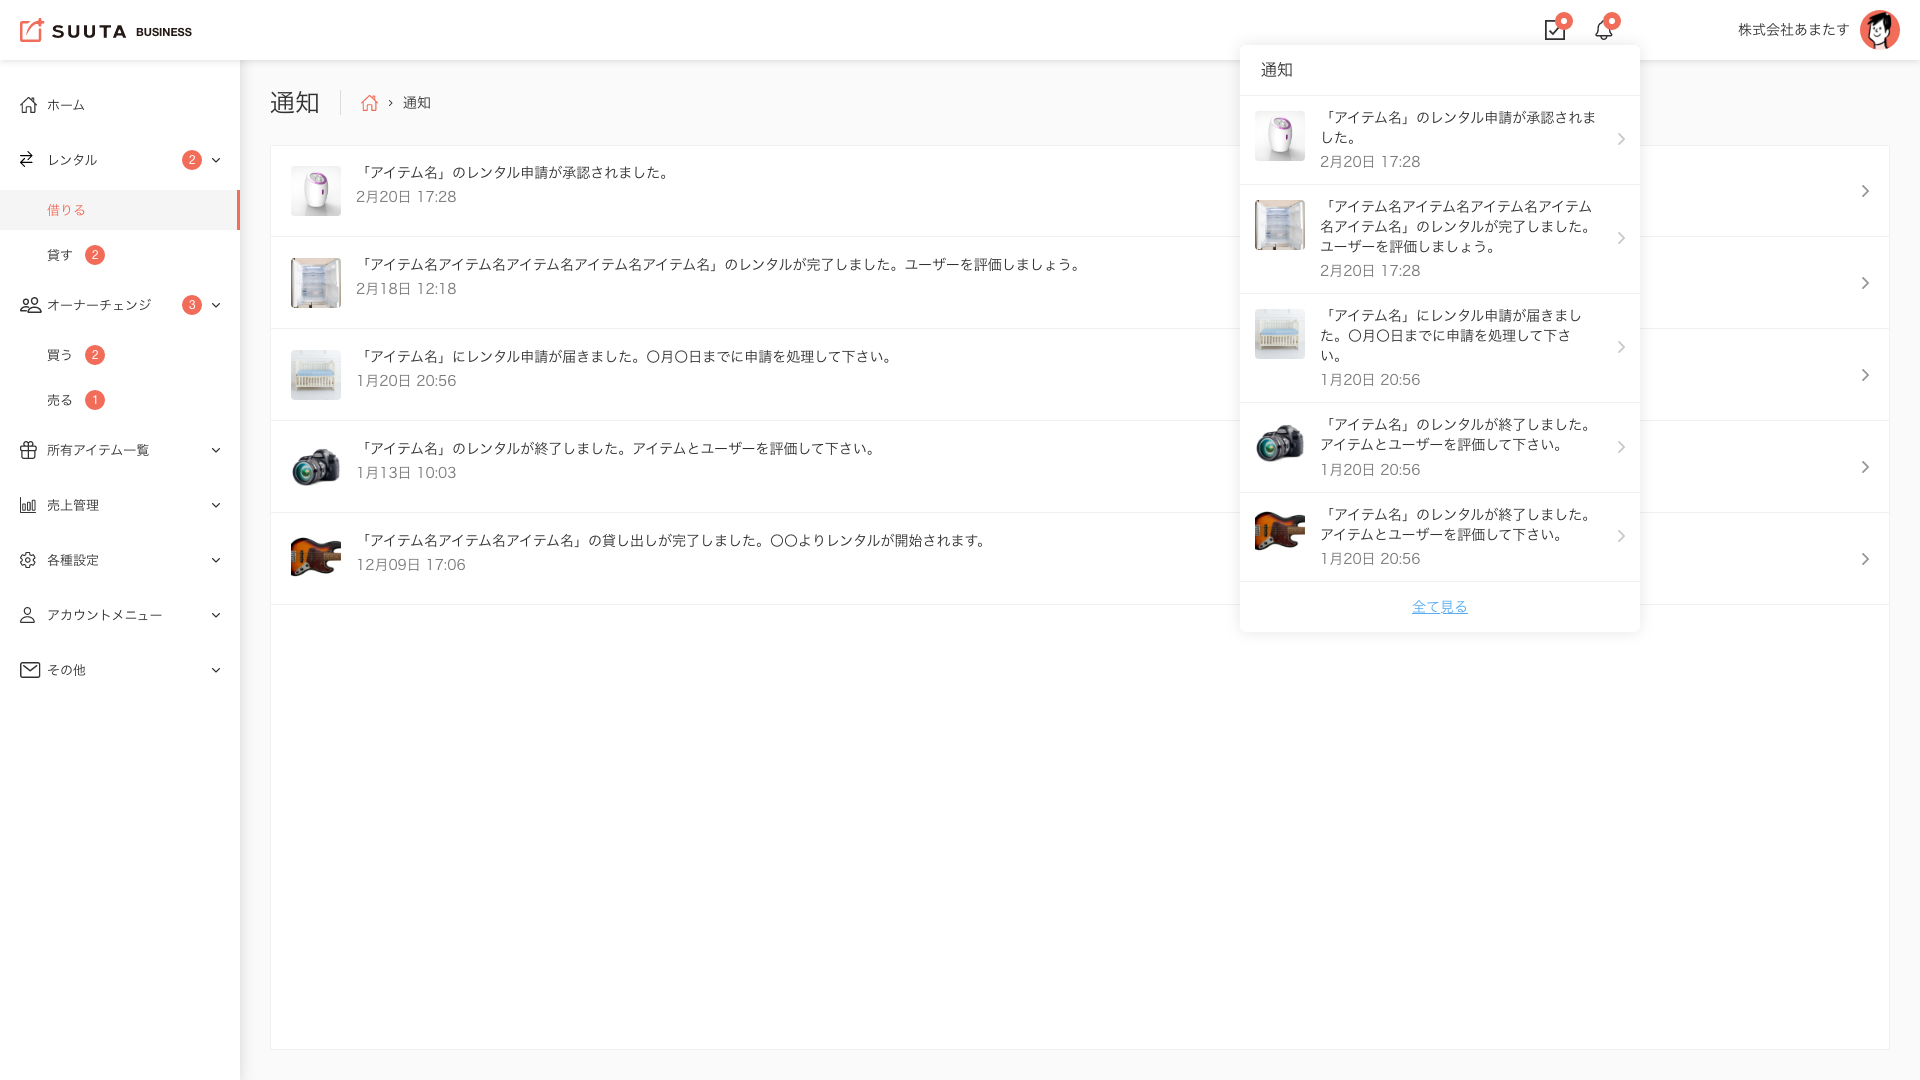 SUUTA BUSINESS
株式会社あまたす
ホーム
レンタル 2
借りる
貸す 2
オーナーチェンジ 3
買う 2
売る 1
所有アイテム一覧
売上管理
各種設定
アカウントメニュー
その他
通知
通知
「アイテム名」のレンタル申請が承認されました。
2月20日 17:28
「アイテム名アイテム名アイテム名アイテム名アイテム名」のレンタルが完了しました。ユーザーを評価しましょう。
2月18日 12:18
「アイテム名」にレンタル申請が届きました。〇月〇日までに申請を処理して下さい。
1月20日 20:56
「アイテム名」のレンタルが終了しました。アイテムとユーザーを評価して下さい。
1月13日 10:03
「アイテム名アイテム名アイテム名」の貸し出しが完了しました。〇〇よりレンタルが開始されます。
12月09日 17:06
通知
「アイテム名」のレンタル申請が承認されま
した。
2月20日 17:28
「アイテム名アイテム名アイテム名アイテム
名アイテム名」のレンタルが完了しました。
ユーザーを評価しましょう。
2月20日 17:28
「アイテム名」にレンタル申請が届きまし
た。〇月〇日までに申請を処理して下さ
い。
1月20日 20:56
「アイテム名」のレンタルが終了しました。
アイテムとユーザーを評価して下さい。
1月20日 20:56
「アイテム名」のレンタルが終了しました。
アイテムとユーザーを評価して下さい。
1月20日 20:56
全て見る